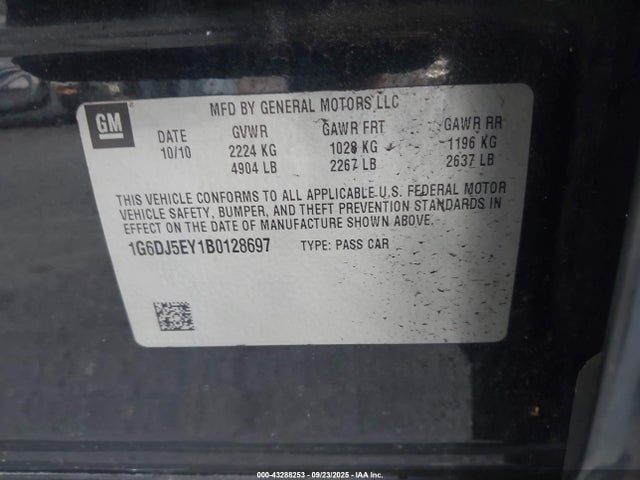 GM
MFD BY GENERAL MOTORS LLC
DATE GVWR GAWR FRT GAWR RR
10/10 2224 KG 1028 KG 1196 KG
4904 LB 2267 LB 2637 LB
THIS VEHICLE CONFORMS TO ALL APPLICABLE U.S. FEDERAL MOTOR
VEHICLE SAFETY, BUMPER, AND THEFT PREVENTION STANDARDS IN
EFFECT ON THE DATE OF MANUFACTURE SHOWN ABOVE.
1G6DJ5EY1B0128697 TYPE: PASS CAR
000-43288253 - 09/23/2025 - IAA Inc.